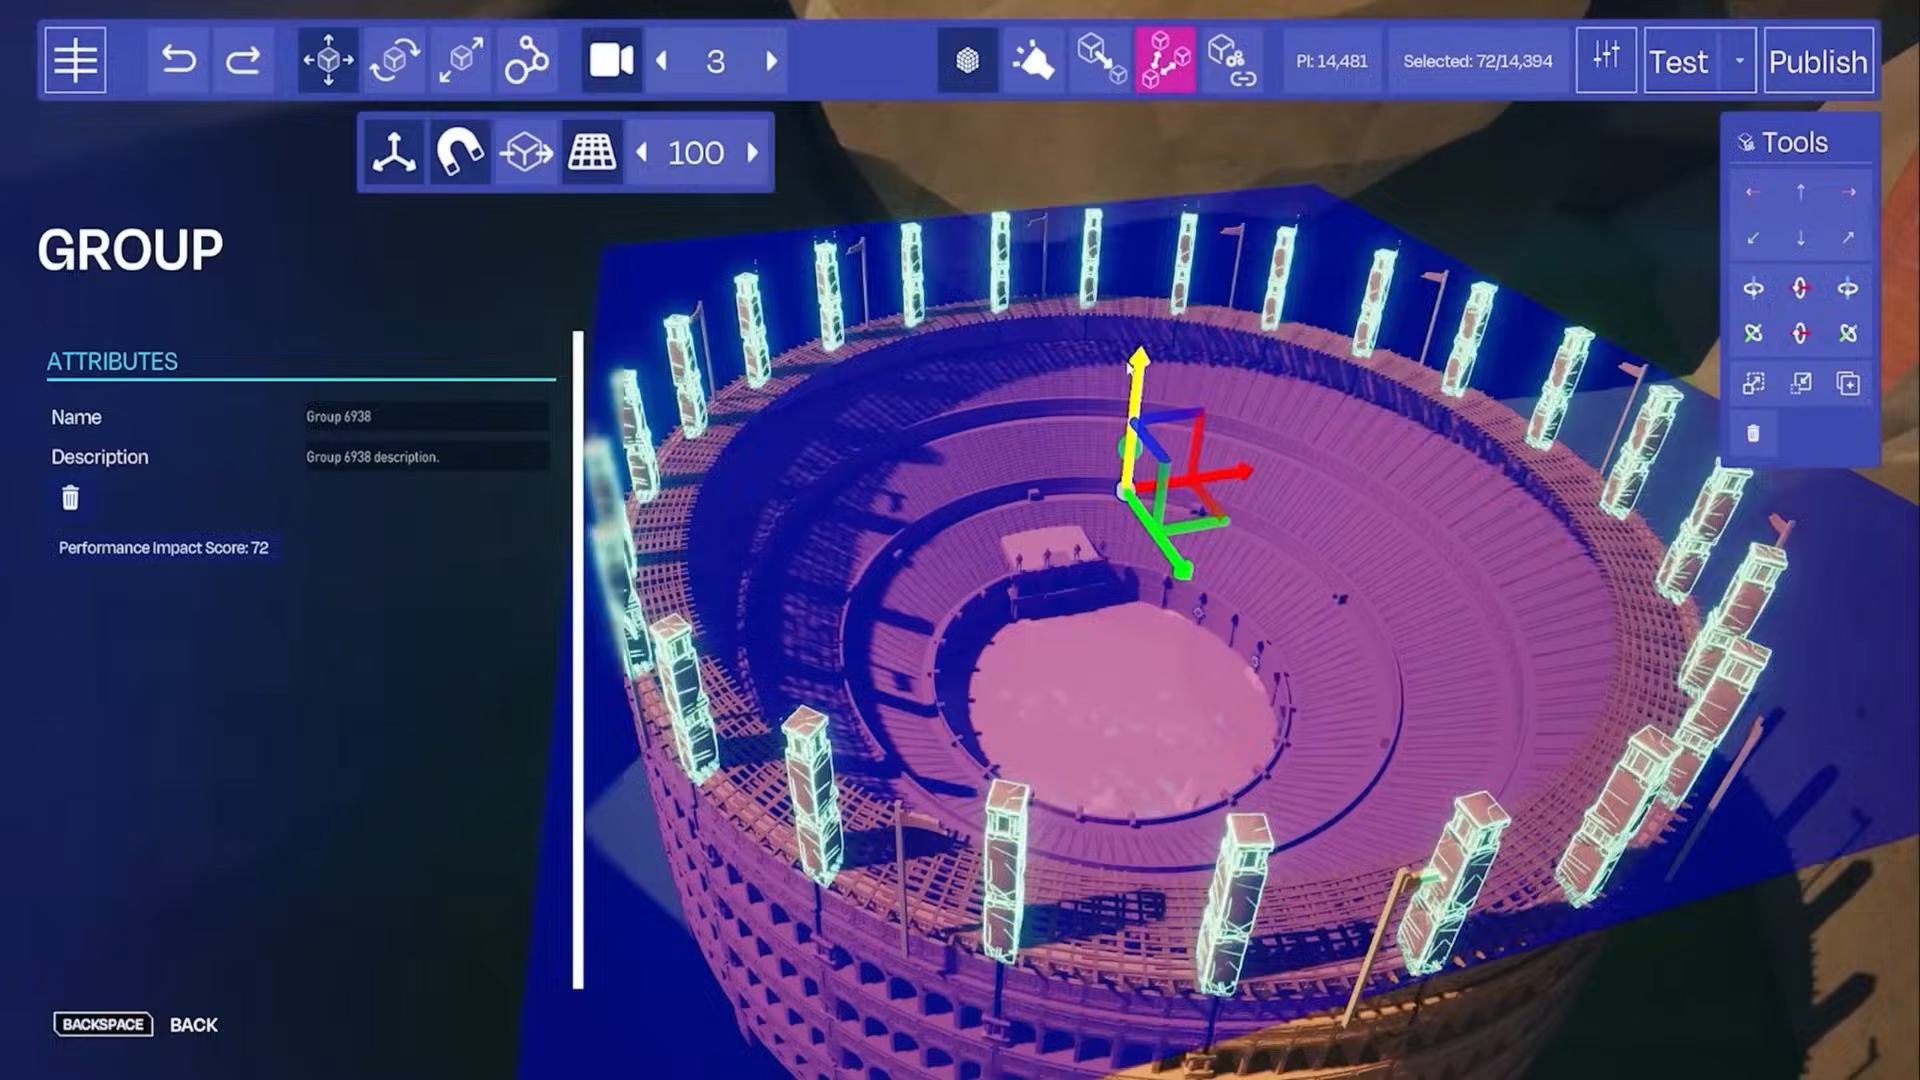 3
PI: 14,481
Selected: 72/14,394
Test
Publish
100
Tools
GROUP
ATTRIBUTES
Name
Group 6938
Description
Group 6938 description.
Performance Impact Score: 72
BACKSPACE
BACK